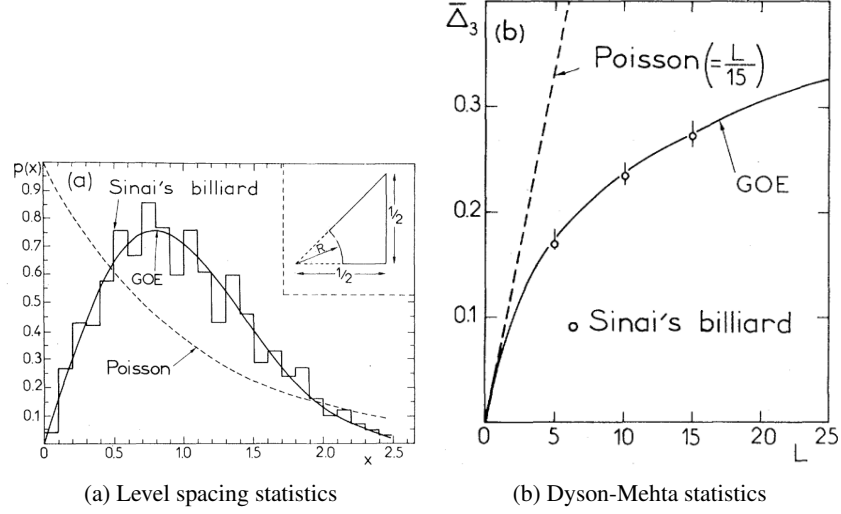 p(x)
(a)
Sinai's billiard
0.9
0.8
0.7
0.6
0.5
0.4
0.3
0.2
0.1
GOE
Poisson
R
1/2
1/2
0
0.5
1.0
1.5
2.0
2.5
x
(a) Level spacing statistics
Δ̅₃
(b)
Poisson (=L/15)
0.3
0.2
0.1
GOE
Sinai's billiard
0
5
10
15
20
25
L
(b) Dyson-Mehta statistics